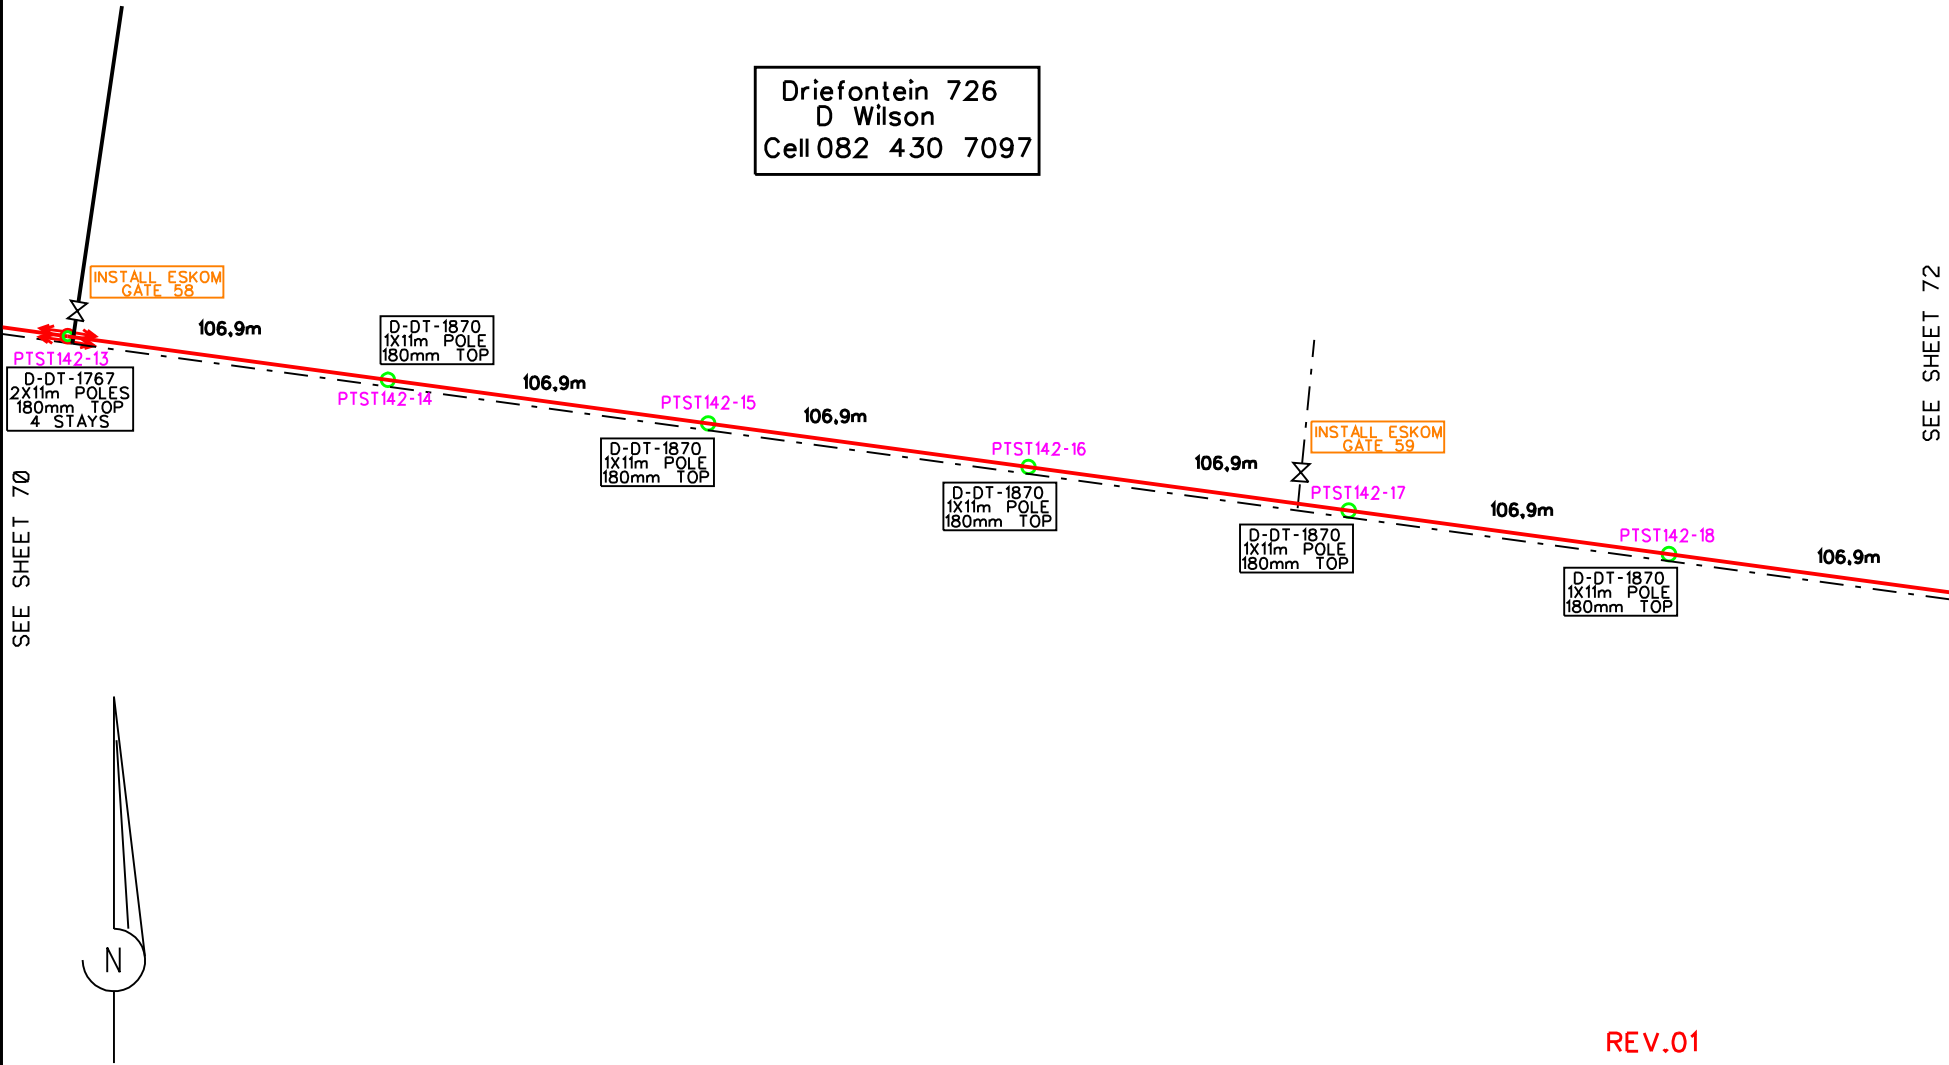 Driefontein 726
D Wilson
Cell 082 430 7097
INSTALL ESKOM
GATE 58
106,9m
PTST142-13
D-DT-1767
2X11m POLES
180mm TOP
4 STAYS
D-DT-1870
1X11m POLE
180mm TOP
PTST142-14
106,9m
PTST142-15
D-DT-1870
1X11m POLE
180mm TOP
106,9m
PTST142-16
D-DT-1870
1X11m POLE
180mm TOP
106,9m
INSTALL ESKOM
GATE 59
PTST142-17
D-DT-1870
1X11m POLE
180mm TOP
106,9m
PTST142-18
D-DT-1870
1X11m POLE
180mm TOP
106,9m
SEE SHEET 72
SEE SHEET 70
N
REV.01